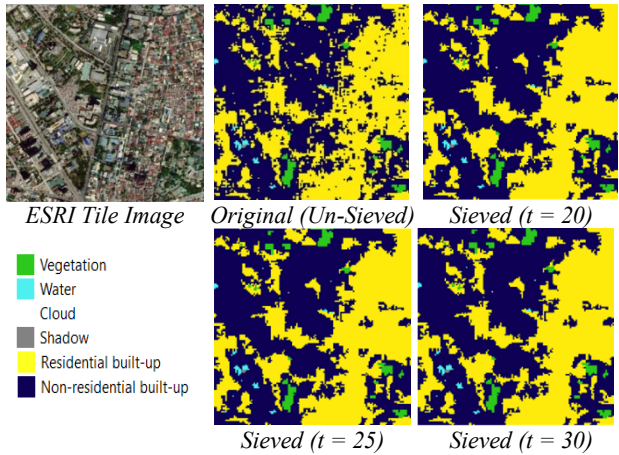 ESRI Tile Image
Original (Un-Sieved)
Sieved (t = 20)
Vegetation
Water
Cloud
Shadow
Residential built-up
Non-residential built-up
Sieved (t = 25)
Sieved (t = 30)